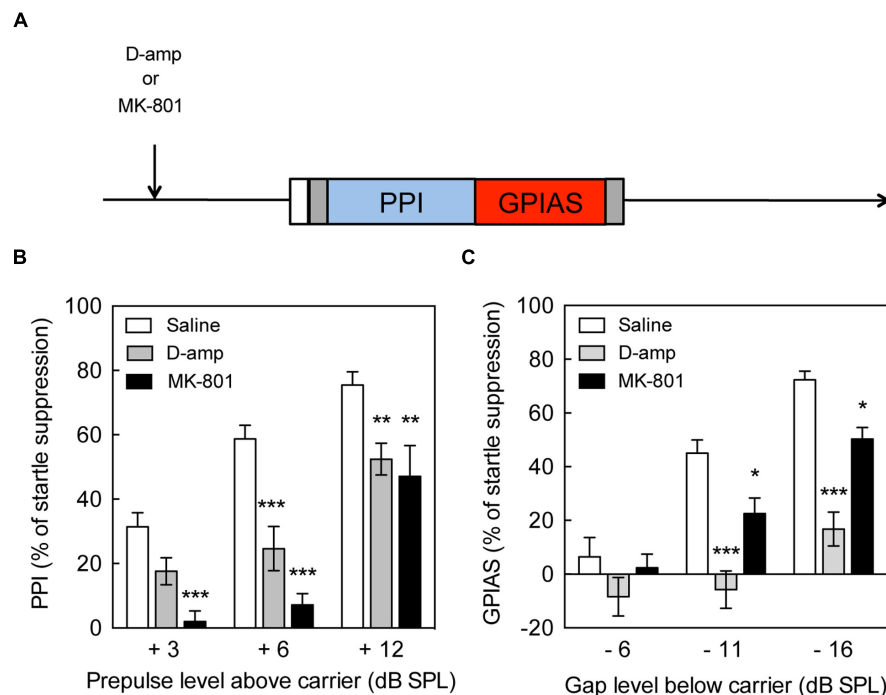 A
D-amp
or
MK-801
PPI
GPIAS
B
100
80
60
40
20
0
PPI (% of startle suppression)
Saline
D-amp
MK-801
***
***
***
**
**
+ 3
+ 6
+ 12
Prepulse level above carrier (dB SPL)
C
100
80
60
40
20
0
-20
GPIAS (% of startle suppression)
Saline
D-amp
MK-801
***
*
***
*
- 6
- 11
- 16
Gap level below carrier (dB SPL)